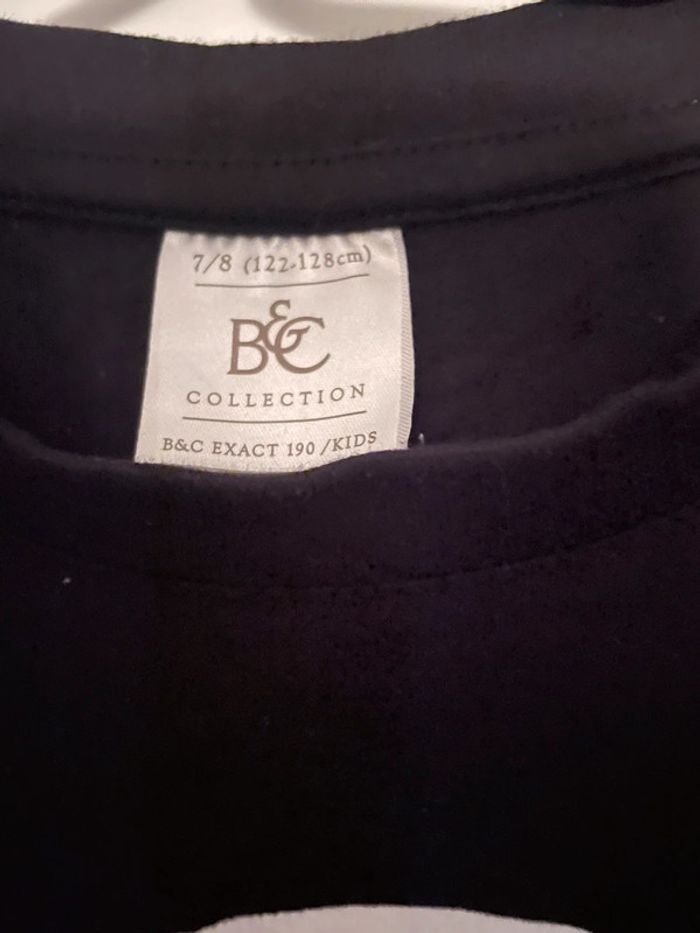 7/8 (122-128cm)
B&C
COLLECTION
B&C EXACT 190 /KIDS